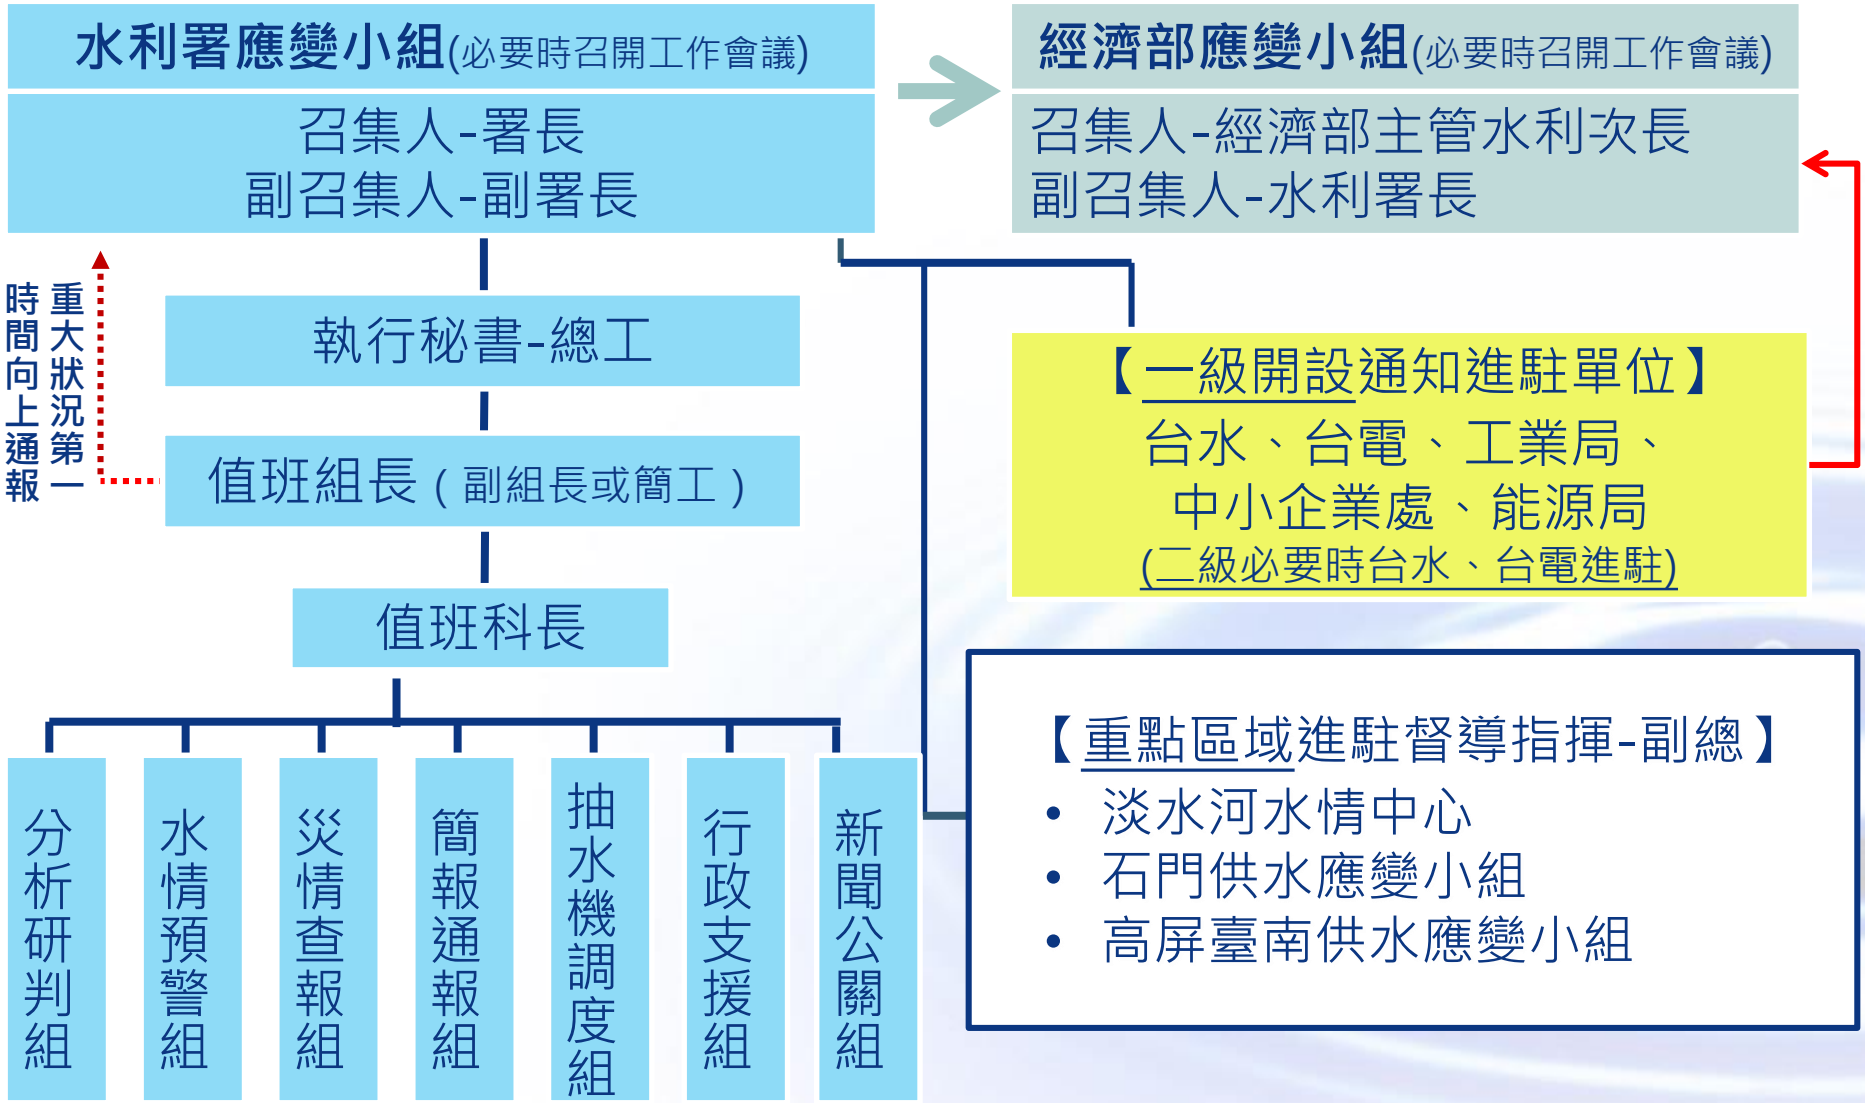 水利署應變小組(必要時召開工作會議)
召集人-署長
副召集人-副署長
經濟部應變小組(必要時召開工作會議)
召集人-經濟部主管水利次長
副召集人-水利署長
重大狀況第一
時間向上通報
執行秘書-總工
值班組長(副組長或簡工)
值班科長
分析研判組
水情預警組
災情查報組
簡報通報組
抽水機調度組
行政支援組
新聞公關組
【一級開設通知進駐單位】
台水、台電、工業局、
中小企業處、能源局
(二級必要時台水、台電進駐)
【重點區域進駐督導指揮-副總】
• 淡水河水情中心
• 石門供水應變小組
• 高屏臺南供水應變小組